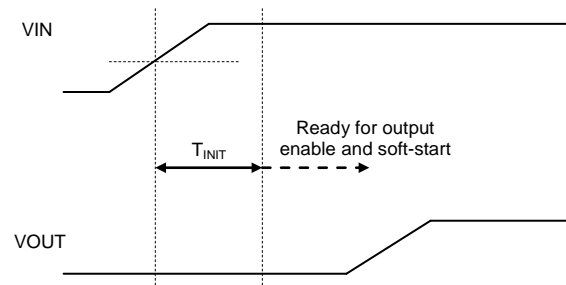 VIN
Ready for output
enable and soft-start
TINIT
VOUT